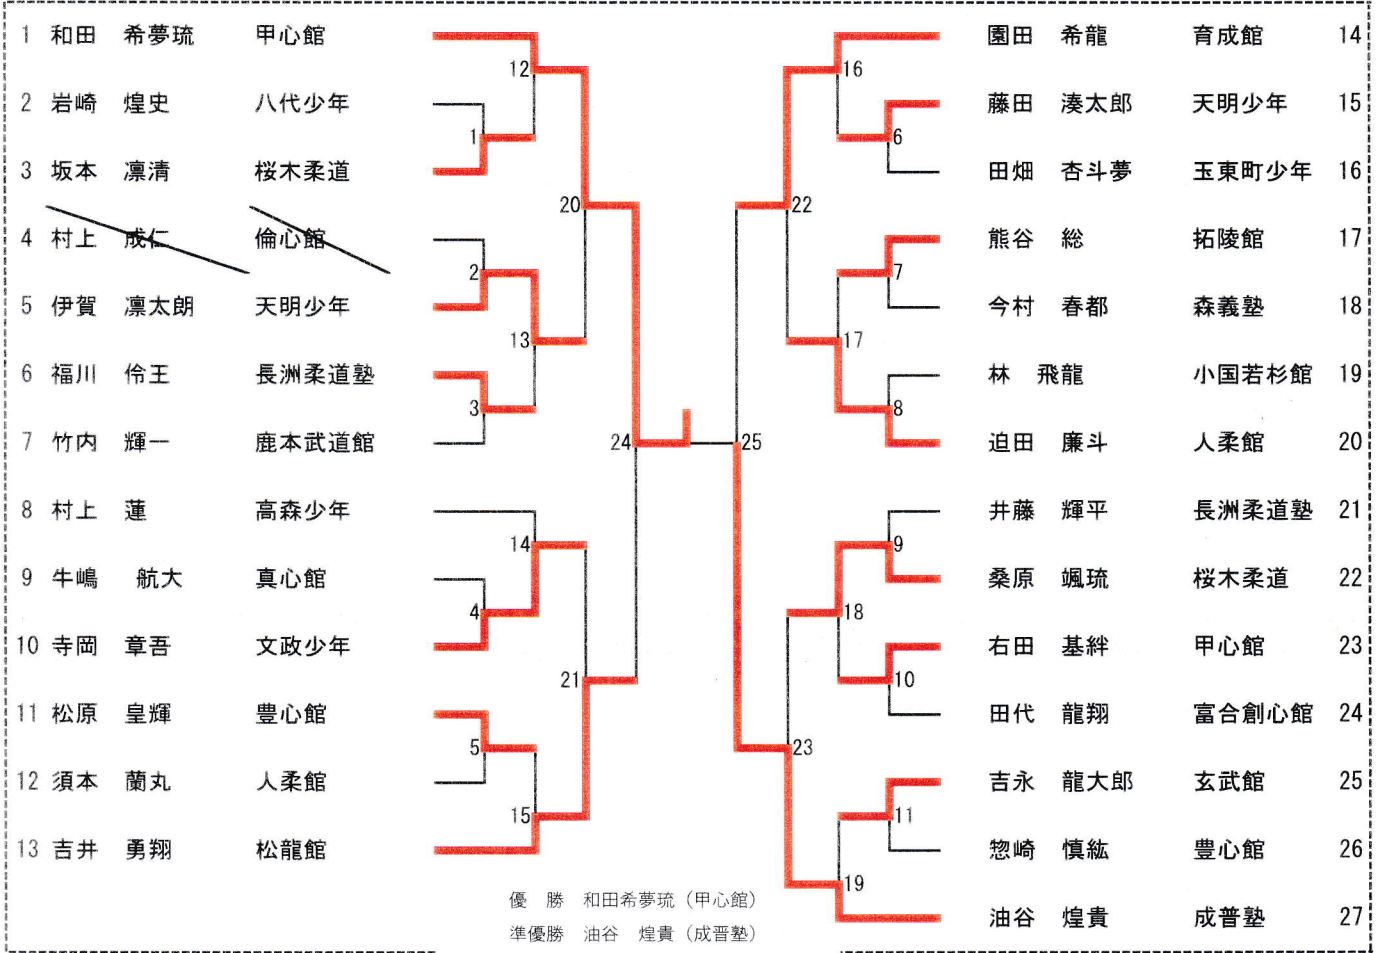 1 和田 希夢琉 甲心館
2 岩崎 煌史 八代少年
3 坂本 凛清 桜木柔道
4 村上 成仁 倫心館
5 伊賀 凛太朗 天明少年
6 福川 伶王 長洲柔道塾
7 竹内 輝一 鹿本武道館
8 村上 蓮 高森少年
9 牛嶋 航大 真心館
10 寺岡 章吾 文政少年
11 松原 皇輝 豊心館
12 須本 蘭丸 人柔館
13 吉井 勇翔 松龍館
12
1
20
2
13
3
24
14
4
21
5
15
16
6
22
7
17
8
25
9
18
10
23
11
19
園田 希龍 育成館 14
藤田 湊太郎 天明少年 15
田畑 杏斗夢 玉東町少年 16
熊谷 総 拓陵館 17
今村 春都 森義塾 18
林 飛龍 小国若杉館 19
迫田 廉斗 人柔館 20
井藤 輝平 長洲柔道塾 21
桑原 颯琉 桜木柔道 22
右田 基絆 甲心館 23
田代 龍翔 富合創心館 24
吉永 龍大郎 玄武館 25
惣崎 慎紘 豊心館 26
油谷 煌貴 成普塾 27
優 勝 和田希夢琉（甲心館）
準優勝 油谷 煌貴（成晋塾）